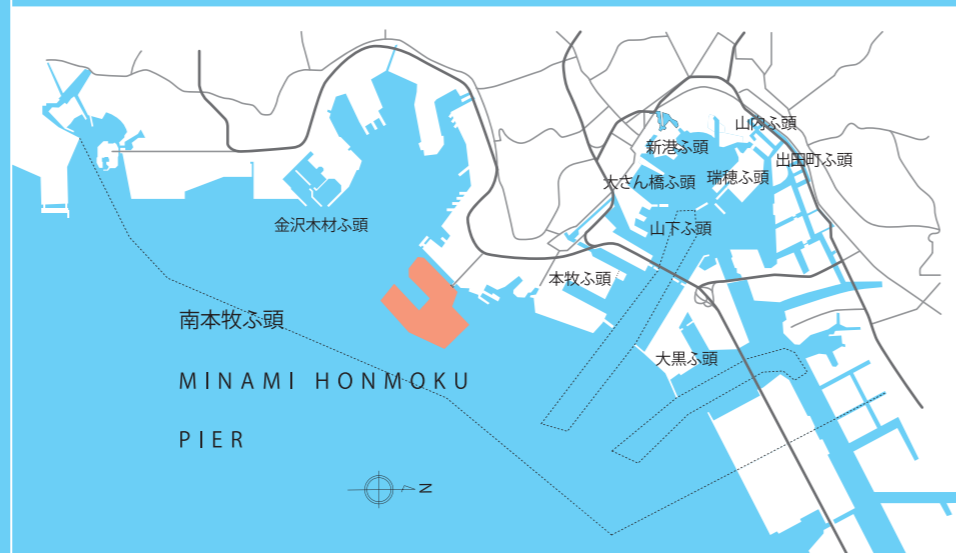 山内ふ頭
新港ふ頭
出田町ふ頭
大さん橋ふ頭
瑞穂ふ頭
山下ふ頭
金沢木材ふ頭
本牧ふ頭
南本牧ふ頭
大黒ふ頭
MINAMI HONMOKU
PIER
N